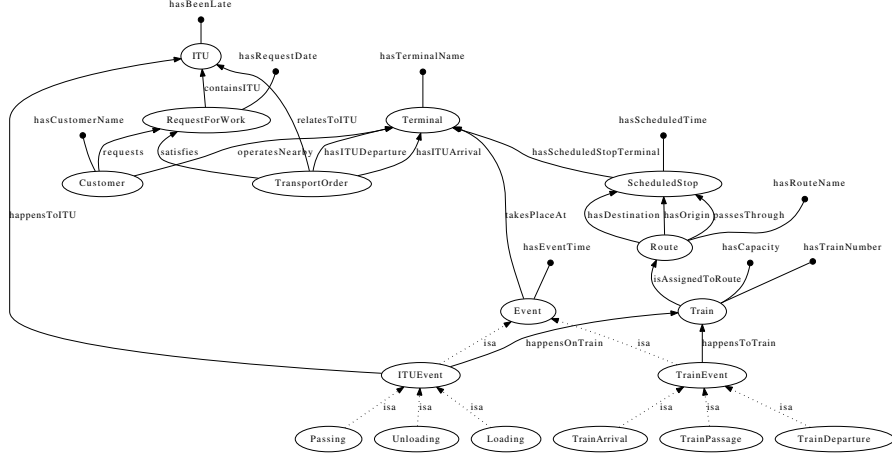 hasBeenLate
ITU
hasRequestDate
hasTerminalName
containsITU
RequestForWork
relatesToITU
Terminal
hasCustomerName
hasScheduledTime
requests
satisfies
operatesNearby
hasITUDeparture
hasITUArrival
hasScheduledStopTerminal
Customer
TransportOrder
ScheduledStop
hasRouteName
happensToITU
takesPlaceAt
hasDestination
hasOrigin
passesThrough
hasEventTime
Route
hasCapacity
hasTrainNumber
isAssignedToRoute
Event
Train
isa
happensOnTrain
isa
happensToTrain
ITUEvent
TrainEvent
isa
isa
isa
isa
isa
isa
Passing
Unloading
Loading
TrainArrival
TrainPassage
TrainDeparture